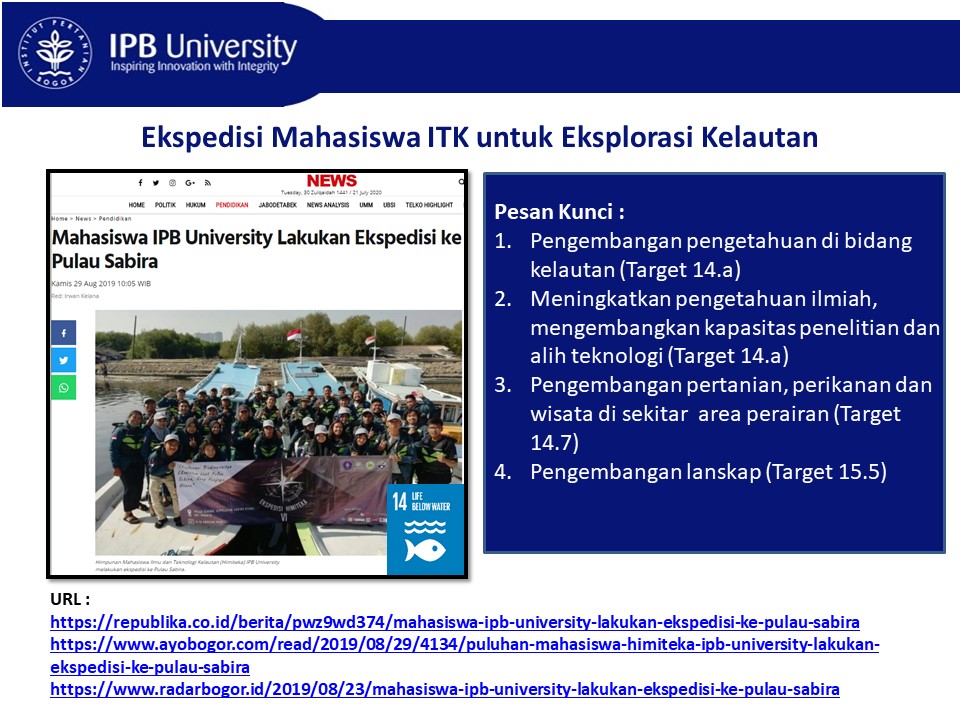 INSTITUT PERTANIAN
BOGOR
IPB University
Inspiring Innovation with Integrity
Ekspedisi Mahasiswa ITK untuk Eksplorasi Kelautan
NEWS
Tuesday, 30 Zulqaidah 1441 / 21 July 2020
HOME POLITIK HUKUM PENDIDIKAN JABODETABEK NEWS ANALYSIS UMM UBSI TELKO HIGHLIGHT
Home > News > Pendidikan
Mahasiswa IPB University Lakukan Ekspedisi ke
Pulau Sabira
Kamis 29 Aug 2019 10:05 WIB
Red: Irwan Kelana
EKSPEDISI HIMITEKA
VI
14 LIFE
BELOW WATER
Himpunan Mahasiswa Ilmu dan Teknologi Kelautan (Himiteka) IPB University
melakukan ekspedisi ke Pulau Sabira.
Pesan Kunci :
1. Pengembangan pengetahuan di bidang
kelautan (Target 14.a)
2. Meningkatkan pengetahuan ilmiah,
mengembangkan kapasitas penelitian dan
alih teknologi (Target 14.a)
3. Pengembangan pertanian, perikanan dan
wisata di sekitar area perairan (Target
14.7)
4. Pengembangan lanskap (Target 15.5)
URL :
https://republika.co.id/berita/pwz9wd374/mahasiswa-ipb-university-lakukan-ekspedisi-ke-pulau-sabira
https://www.ayobogor.com/read/2019/08/29/4134/puluhan-mahasiswa-himiteka-ipb-university-lakukan-
ekspedisi-ke-pulau-sabira
https://www.radarbogor.id/2019/08/23/mahasiswa-ipb-university-lakukan-ekspedisi-ke-pulau-sabira